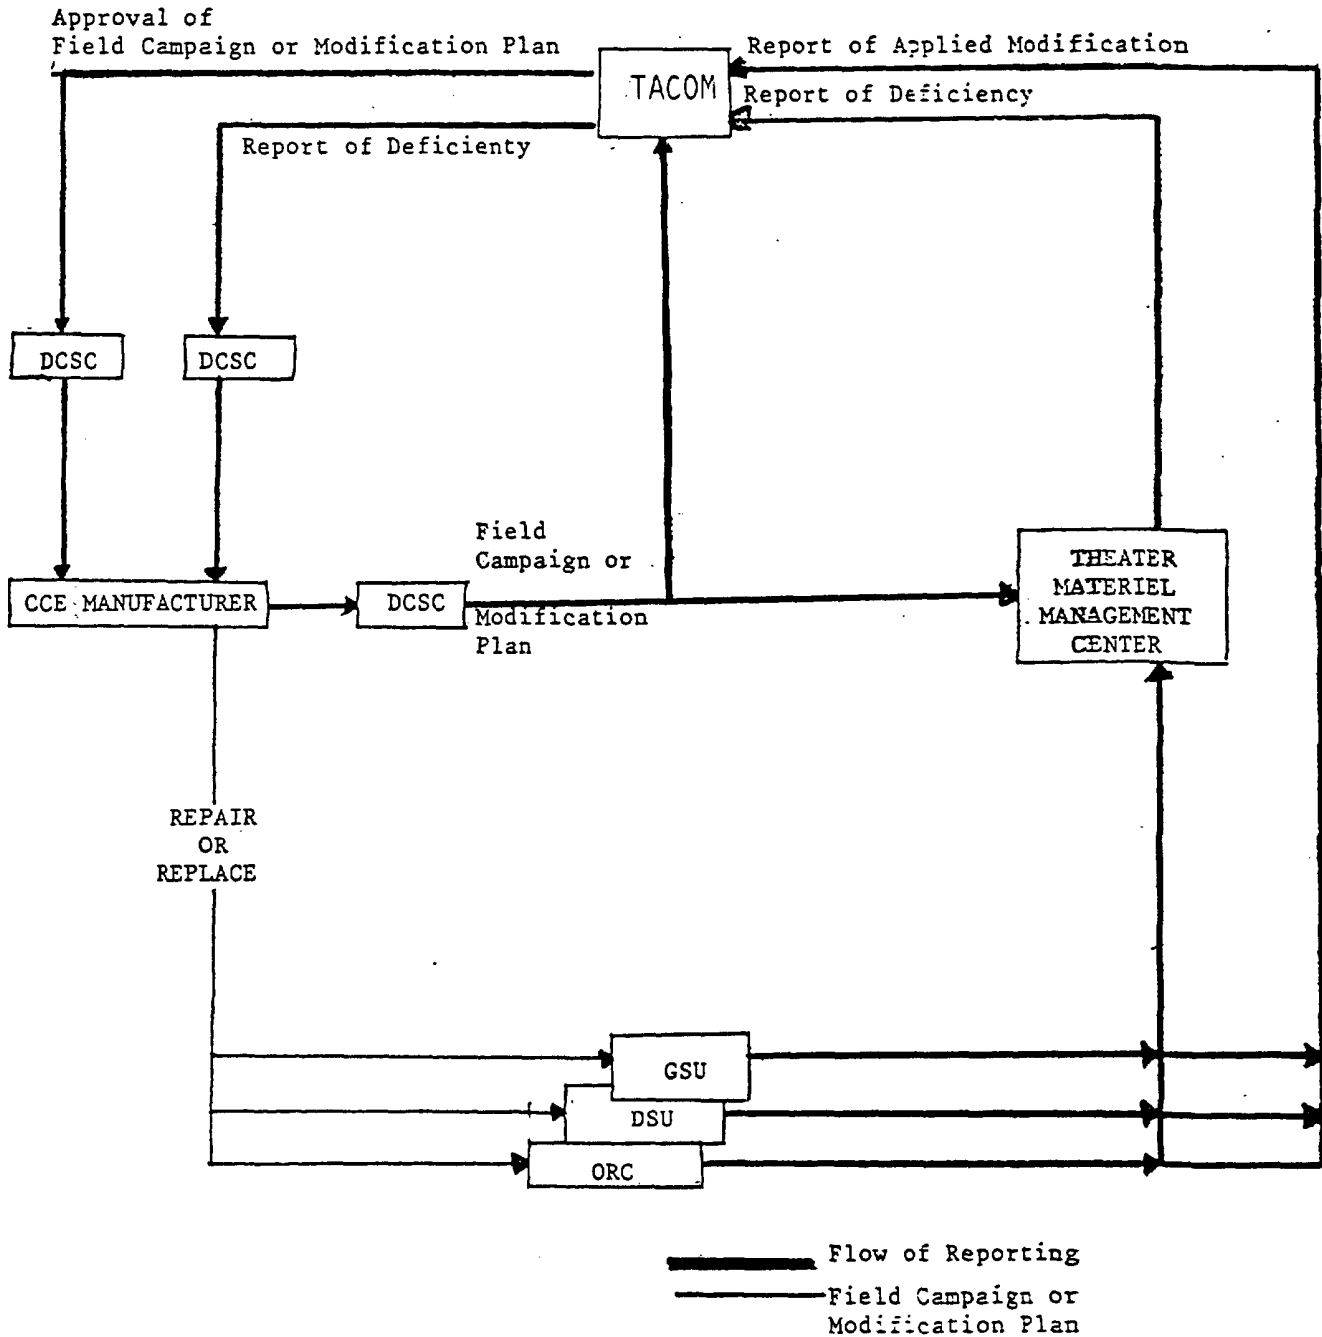 Approval of
Field Campaign or Modification Plan
Report of Applied Modification
TACOM
Report of Deficiency
Report of Deficienty
DCSC
DCSC
Field
Campaign or
Modification
Plan
CCE MANUFACTURER
DCSC
THEATER
MATERIEL
MANAGEMENT
CENTER
REPAIR
OR
REPLACE
GSU
DSU
ORC
Flow of Reporting
Field Campaign or
Modification Plan